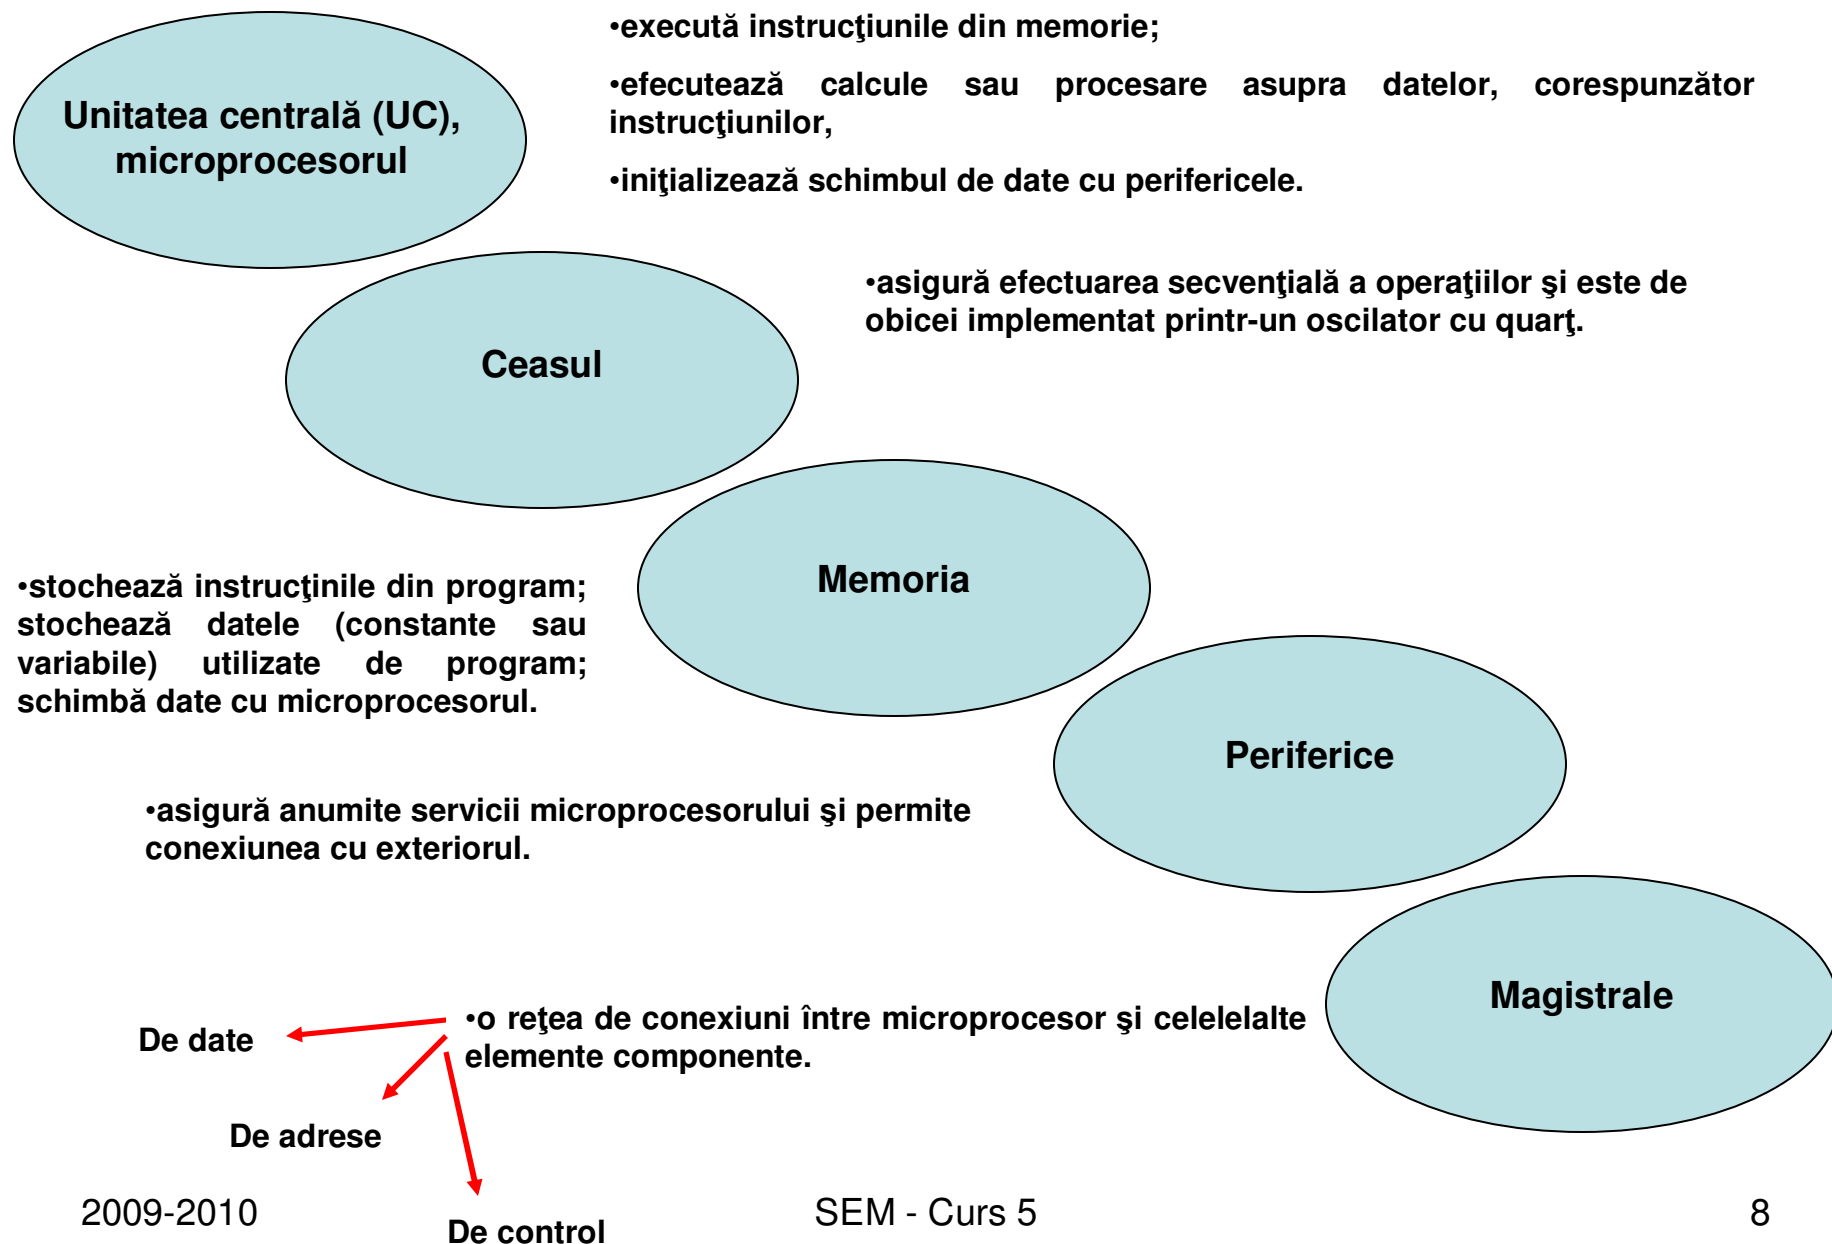 Unitatea centrală (UC),
microprocesorul
•execută instrucţiunile din memorie;
•efecutează calcule sau procesare asupra datelor, corespunzător
instrucţiunilor,
•iniţializează schimbul de date cu perifericele.
Ceasul
•asigură efectuarea secvenţială a operaţiilor şi este de
obicei implementat printr-un oscilator cu quarţ.
Memoria
•stochează instrucţinile din program;
stochează datele (constante sau
variabile) utilizate de program;
schimbă date cu microprocesorul.
Periferice
•asigură anumite servicii microprocesorului şi permite
conexiunea cu exteriorul.
Magistrale
•o reţea de conexiuni între microprocesor şi celelelalte
elemente componente.
De date
De adrese
De control
2009-2010
SEM - Curs 5
8